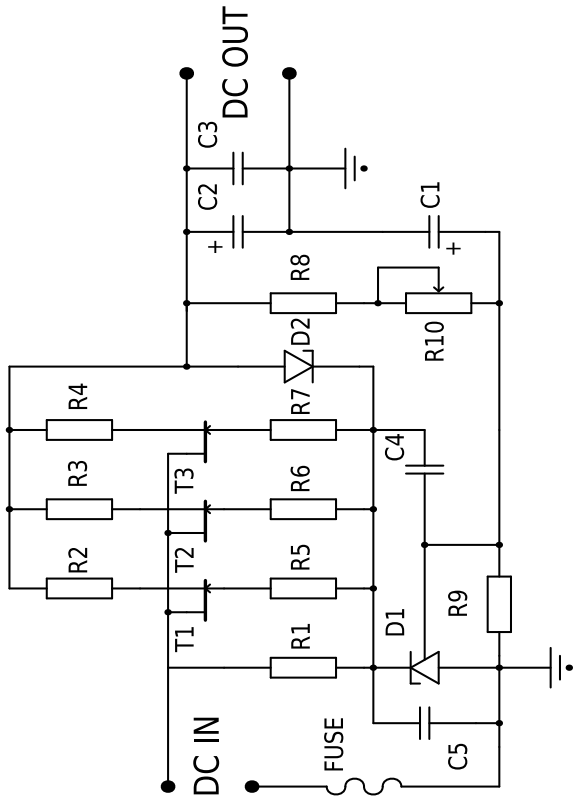 DC OUT
C3
C2
C1
+
+
R8
R10
D2
R4
R7
C4
T3
R3
R6
T2
R2
R5
R9
D1
T1
R1
DC IN
FUSE
C5